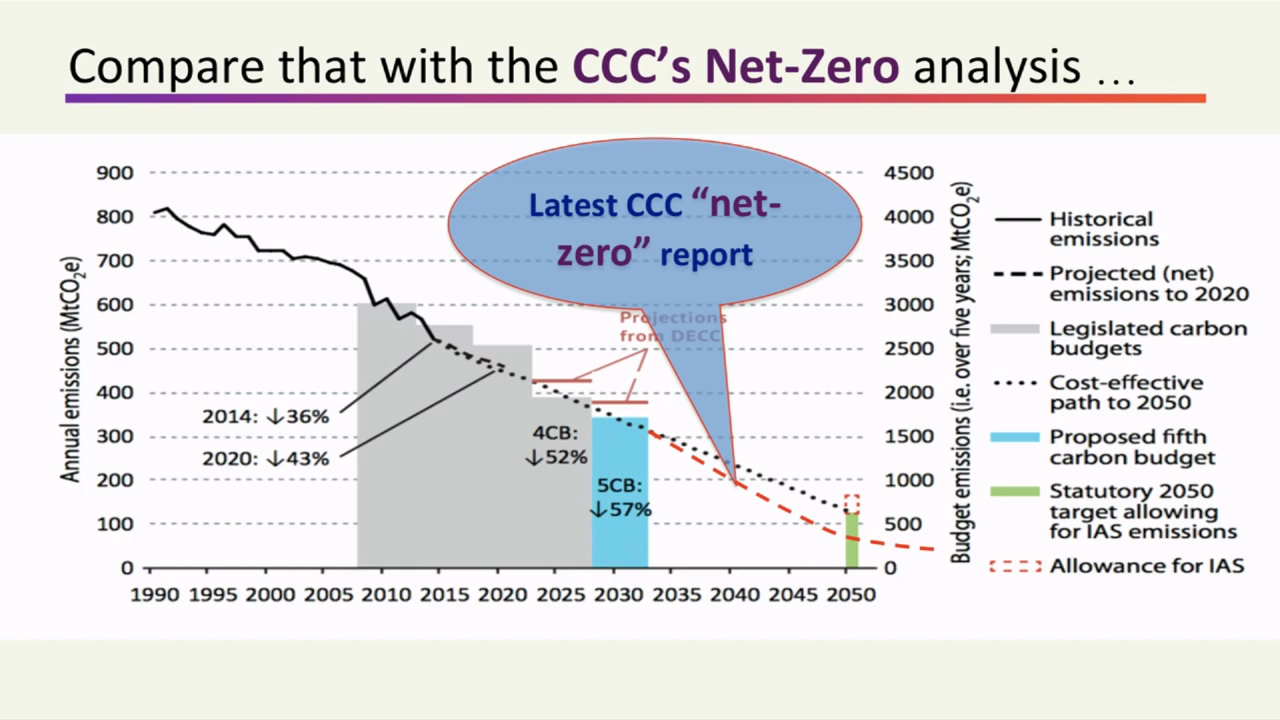 Compare that with the CCC’s Net-Zero analysis …
Latest CCC “net-
zero” report
Projections
from DECC
Annual emissions (MtCO₂e)
900
800
700
600
500
400
300
200
100
0
2014: ↓36%
2020: ↓43%
4CB:
↓52%
5CB:
↓57%
1990 1995 2000 2005 2010 2015 2020 2025 2030 2035 2040 2045 2050
4500
4000
3500
3000
2500
2000
1500
1000
500
0
Budget emissions (i.e. over five years; MtCO₂e)
Historical
emissions
Projected (net)
emissions to 2020
Legislated carbon
budgets
Cost-effective
path to 2050
Proposed fifth
carbon budget
Statutory 2050
target allowing
for IAS emissions
Allowance for IAS